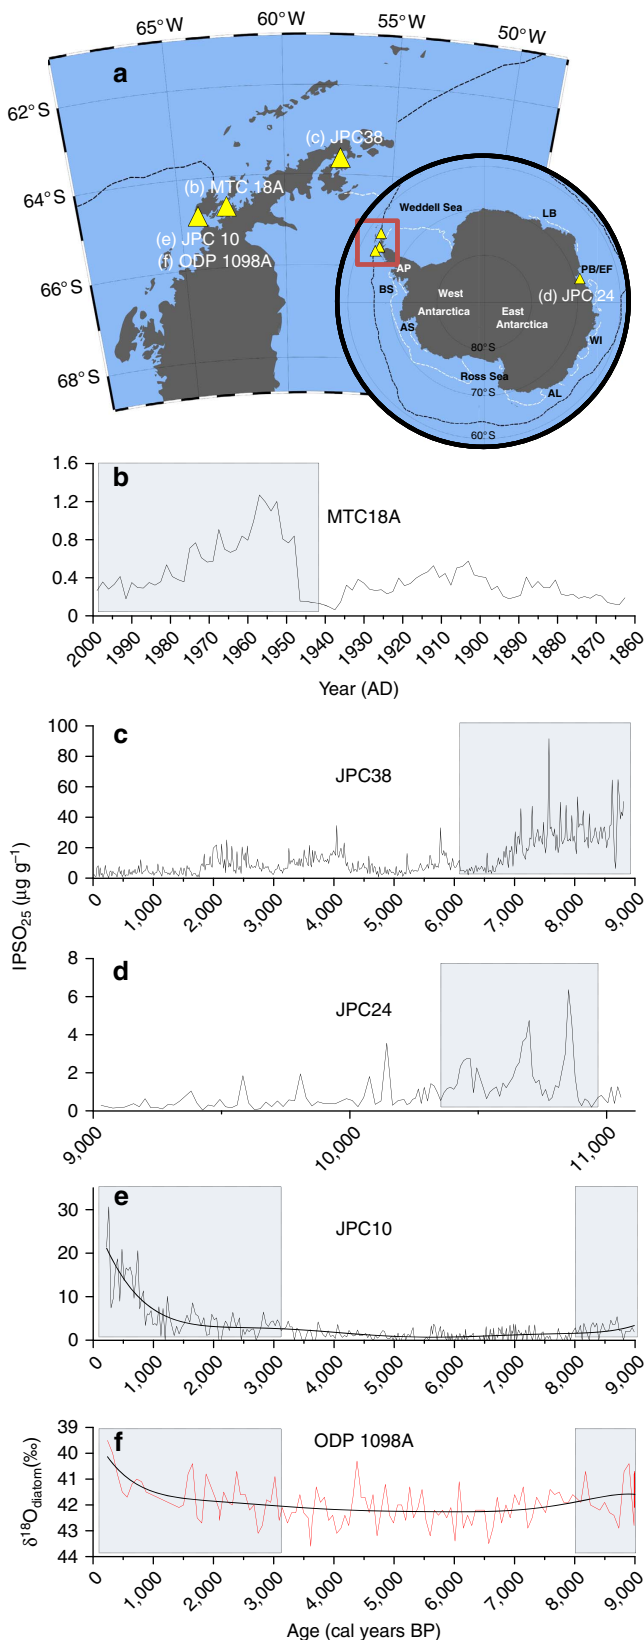 65°W
60°W
55°W
50°W
a
62°S
64°S
66°S
68°S
(c) JPC38
(b) MTC 18A
(e) JPC 10
(f) ODP 1098A
Weddell Sea
LB
AP
PB/EF
(d) JPC 24
BS
West
Antarctica
East
Antarctica
AS
WI
80°S
Ross Sea
70°S
AL
60°S
b
MTC18A
1.6
1.2
0.8
0.4
0
2000 1990 1980 1970 1960 1950 1940 1930 1920 1910 1900 1890 1880 1870 1860
Year (AD)
IPSO25 (μg g–1)
c
JPC38
100
80
60
40
20
0
0 1,000 2,000 3,000 4,000 5,000 6,000 7,000 8,000 9,000
d
JPC24
8
6
4
2
0
9,000 10,000 11,000
e
JPC10
30
20
10
0
0 1,000 2,000 3,000 4,000 5,000 6,000 7,000 8,000 9,000
f
ODP 1098A
δ18Odiatom(‰)
39
40
41
42
43
44
0 1,000 2,000 3,000 4,000 5,000 6,000 7,000 8,000 9,000
Age (cal years BP)